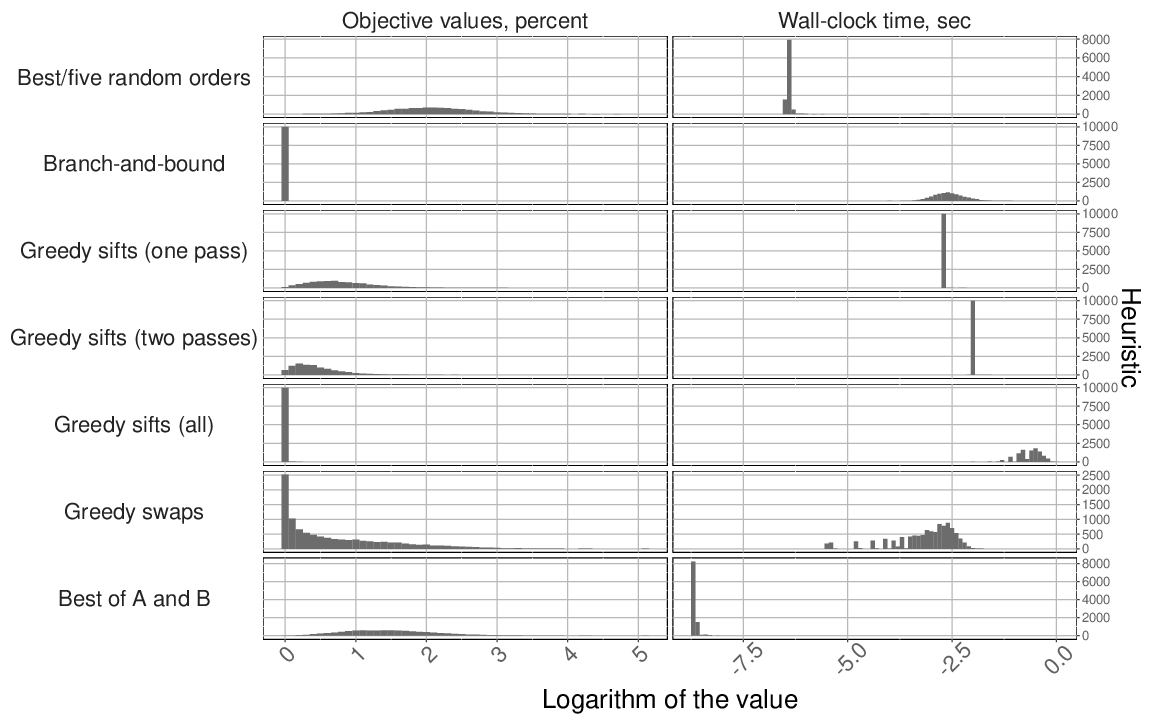 Objective values, percent
Wall-clock time, sec
Best/five random orders
8000
6000
4000
2000
0
Branch-and-bound
10000
7500
5000
2500
0
Greedy sifts (one pass)
10000
7500
5000
2500
0
Greedy sifts (two passes)
10000
7500
5000
2500
0
Greedy sifts (all)
10000
7500
5000
2500
0
Greedy swaps
2500
2000
1500
1000
500
0
Best of A and B
8000
6000
4000
2000
0
Heuristic
0 1 2 3 4 5
-7.5 -5.0 -2.5 0.0
Logarithm of the value